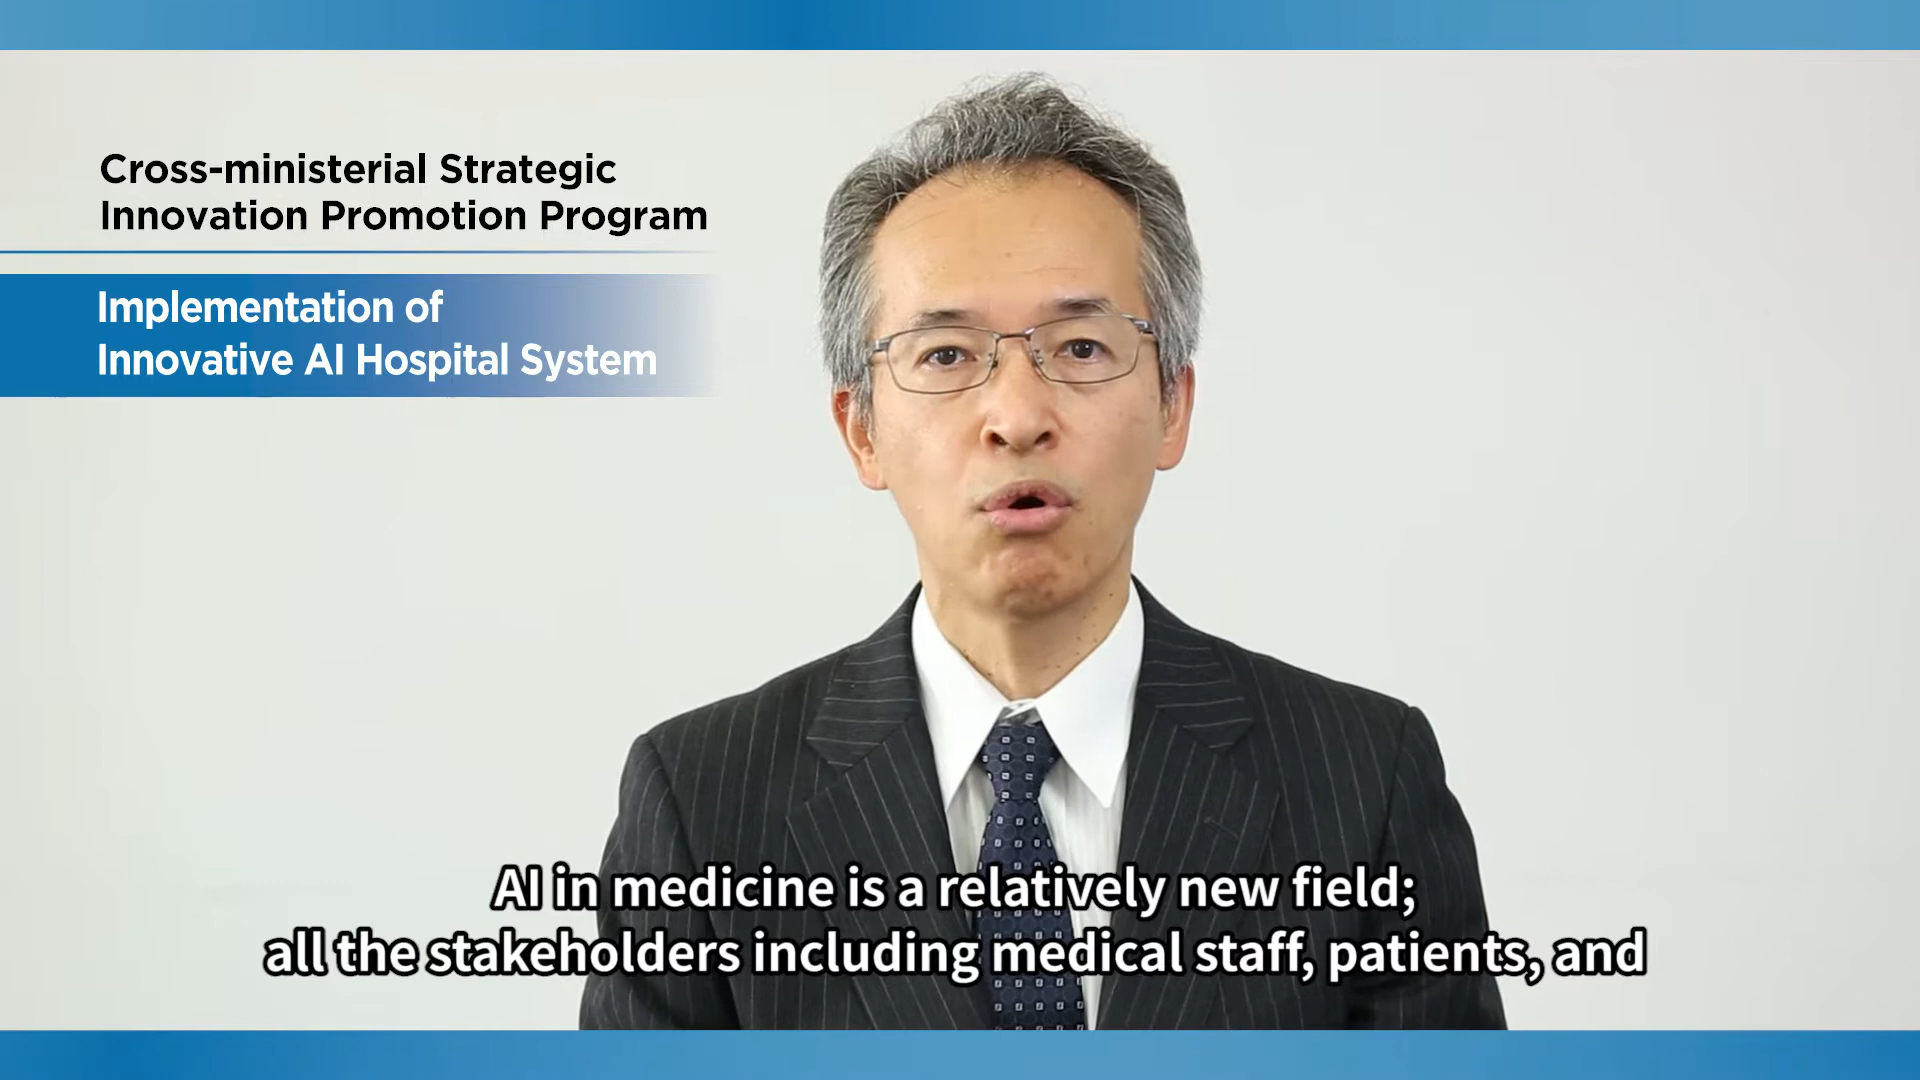 Cross-ministerial Strategic
Innovation Promotion Program
Implementation of
Innovative AI Hospital System
AI in medicine is a relatively new field;
all the stakeholders including medical staff, patients, and